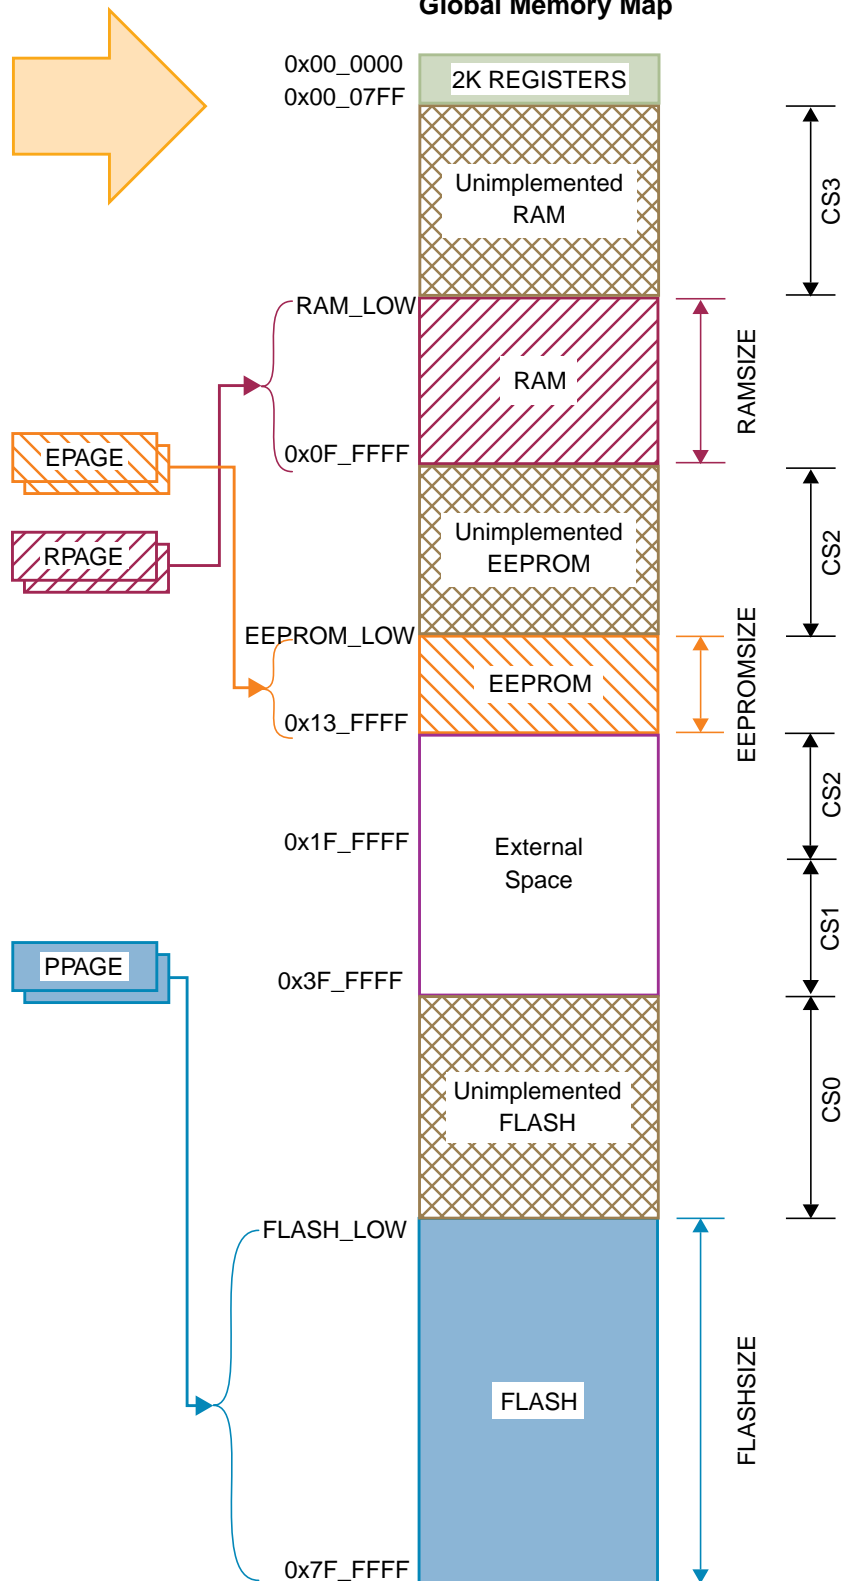 Global Memory Map
0x00_0000
2K REGISTERS
0x00_07FF
Unimplemented
RAM
CS3
RAM_LOW
RAM
RAMSIZE
0x0F_FFFF
EPAGE
RPAGE
Unimplemented
EEPROM
CS2
EEPROM_LOW
EEPROM
EEPROMSIZE
0x13_FFFF
CS2
0x1F_FFFF
External
Space
CS1
PPAGE
0x3F_FFFF
Unimplemented
FLASH
CS0
FLASH_LOW
FLASH
FLASHSIZE
0x7F_FFFF